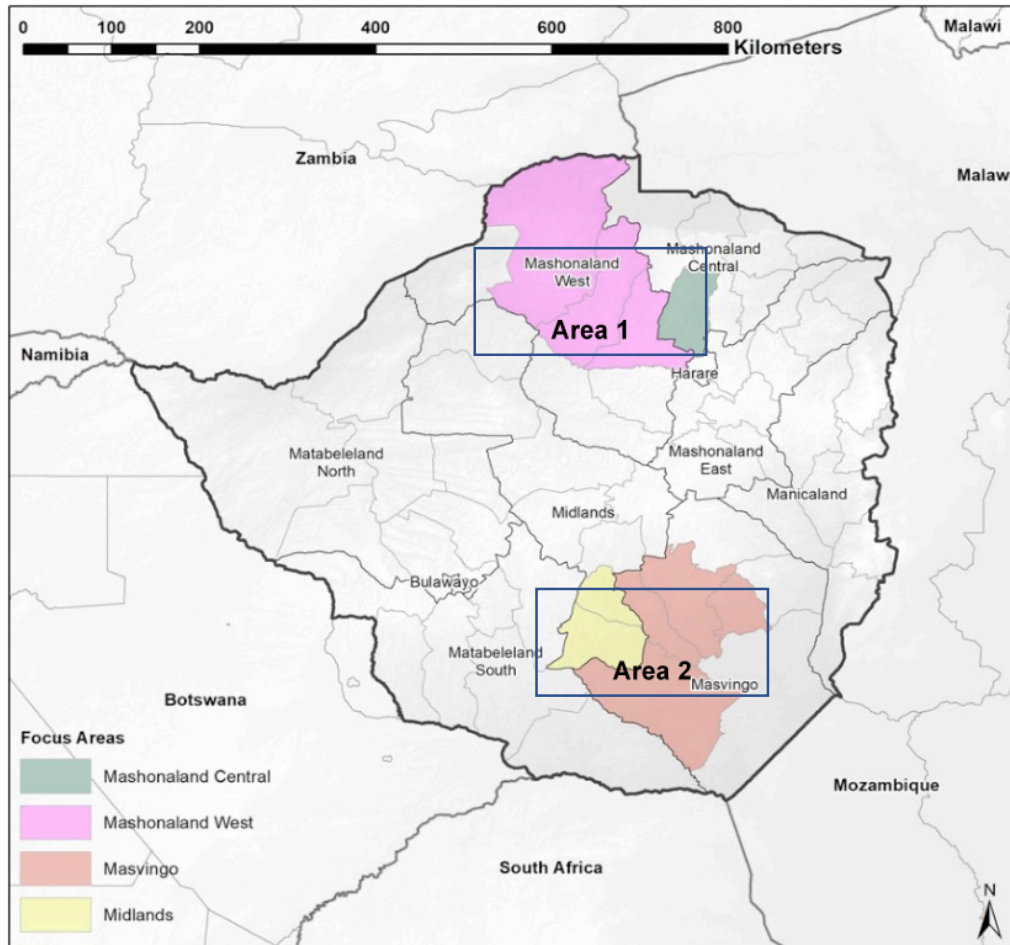 0 100 200 400 600 800
Kilometers
Malawi
Zambia
Malaw
Mashonaland
Central
Mashonaland
West
Area 1
Namibia
Harare
Matabeleland
North
Mashonaland
East
Manicaland
Midlands
Bulawayo
Matabeleland
South
Area 2
Masvingo
Botswana
Focus Areas
Mashonaland Central
Mozambique
Mashonaland West
Masvingo
South Africa
Midlands
N